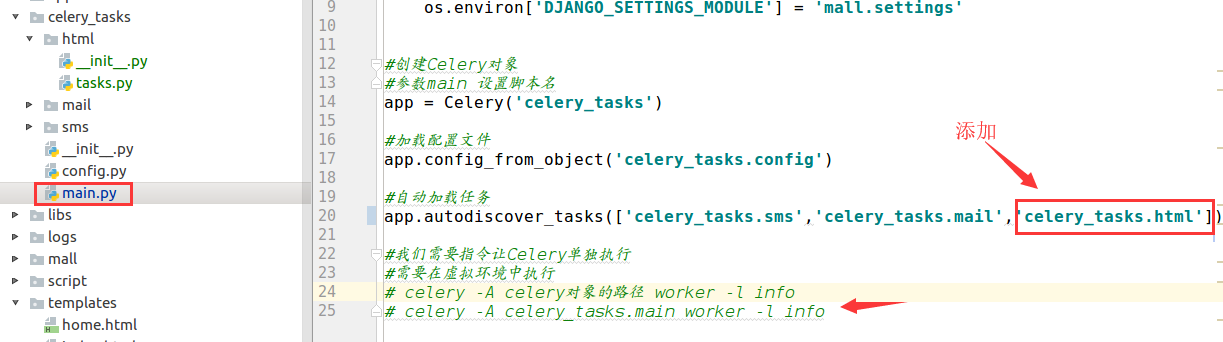 celery_tasks
html
__init__.py
tasks.py
mail
sms
__init__.py
config.py
main.py
libs
logs
mall
script
templates
home.html
9 os.environ['DJANGO_SETTINGS_MODULE'] = 'mall.settings'
10
11
12 #创建Celery对象
13 #参数main 设置脚本名
14 app = Celery('celery_tasks')
15
16 #加载配置文件
17 app.config_from_object('celery_tasks.config')
18
添加
19 #自动加载任务
20 app.autodiscover_tasks(['celery_tasks.sms','celery_tasks.mail','celery_tasks.html'])
21
22 #我们需要指令让Celery单独执行
23 #需要在虚拟环境中执行
24 # celery -A celery对象的路径 worker -l info
25 # celery -A celery_tasks.main worker -l info